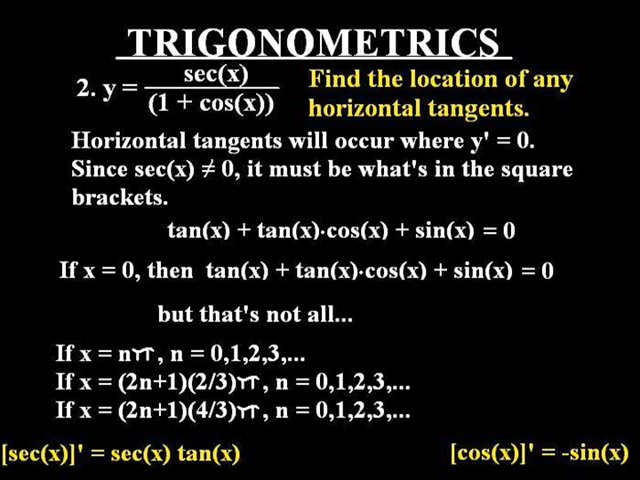 TRIGONOMETRICS
2. y = sec(x) / (1 + cos(x))
Find the location of any
horizontal tangents.
Horizontal tangents will occur where y' = 0.
Since sec(x) ≠ 0, it must be what's in the square
brackets.
tan(x) + tan(x)·cos(x) + sin(x) = 0
If x = 0, then tan(x) + tan(x)·cos(x) + sin(x) = 0
but that's not all...
If x = nπ, n = 0,1,2,3,...
If x = (2n+1)(2/3)π, n = 0,1,2,3,...
If x = (2n+1)(4/3)π, n = 0,1,2,3,...
[sec(x)]' = sec(x) tan(x)
[cos(x)]' = -sin(x)